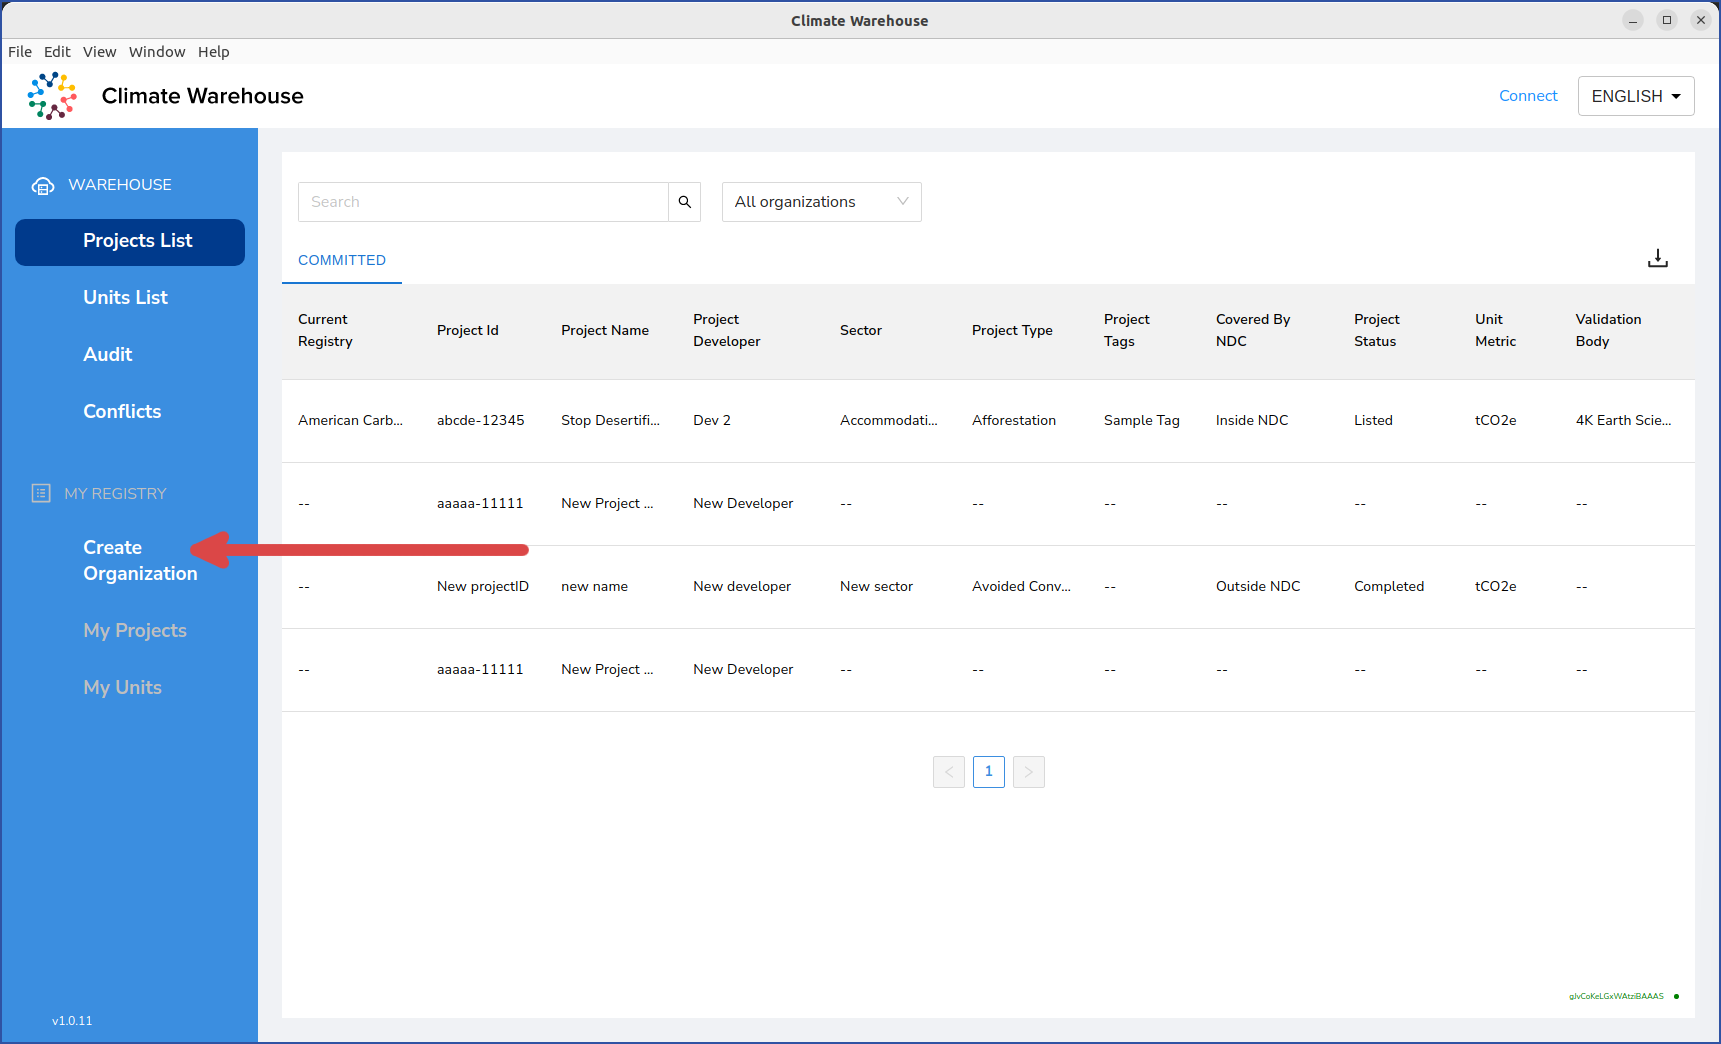 Climate Warehouse
File Edit View Window Help
Climate Warehouse
Connect
ENGLISH
WAREHOUSE
Projects List
Units List
Audit
Conflicts
MY REGISTRY
Create
Organization
My Projects
My Units
v1.0.11
Search
All organizations
COMMITTED
Current Registry Project Id Project Name Project Developer Sector Project Type Project Tags Covered By NDC Project Status Unit Metric Validation Body
American Carb... abcde-12345 Stop Desertifi... Dev 2 Accommodati... Afforestation Sample Tag Inside NDC Listed tCO2e 4K Earth Scie...
-- aaaaa-11111 New Project ... New Developer -- -- -- -- -- -- --
-- New projectID new name New developer New sector Avoided Conv... -- Outside NDC Completed tCO2e --
-- aaaaa-11111 New Project ... New Developer -- -- -- -- -- -- --
< 1 >